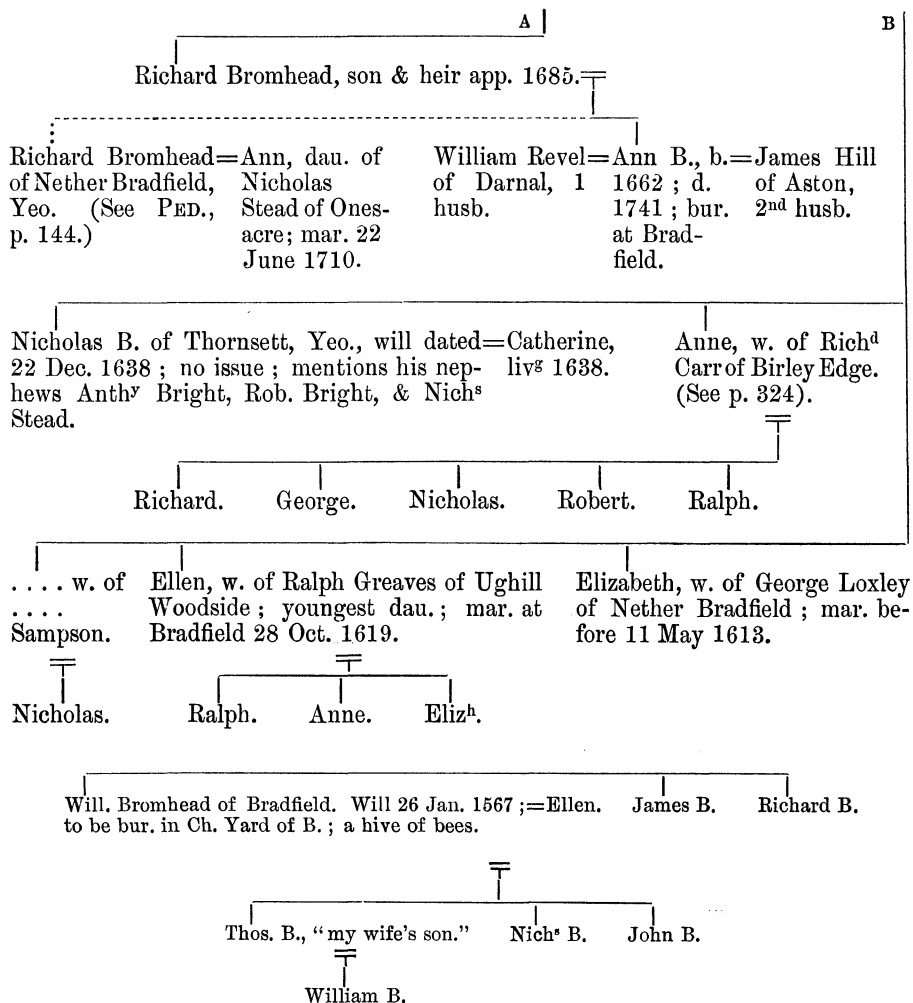 A B
Richard Bromhead, son & heir app. 1685.
Richard Bromhead=Ann, dau. of
of Nether Bradfield, Nicholas
Yeo. (See PED., Stead of Ones-
p. 144.) acre; mar. 22
June 1710.
William Revel=Ann B., b.=James Hill
of Darnal, 1 1662; d. of Aston,
husb. 1741; bur. 2nd husb.
at Brad-
field.
Nicholas B. of Thornsett, Yeo., will dated=Catherine,
22 Dec. 1638; no issue; mentions his nep- livg 1638.
hews Anthy Bright, Rob. Bright, & Nichs
Stead.
Anne, w. of Richd
Carr of Birley Edge.
(See p. 324).
Richard. George. Nicholas. Robert. Ralph.
. . . . w. of
. . . .
Sampson.
Ellen, w. of Ralph Greaves of Ughill
Woodside; youngest dau.; mar. at
Bradfield 28 Oct. 1619.
Elizabeth, w. of George Loxley
of Nether Bradfield; mar. be-
fore 11 May 1613.
Nicholas. Ralph. Anne. Elizh.
Will. Bromhead of Bradfield. Will 26 Jan. 1567;=Ellen. James B. Richard B.
to be bur. in Ch. Yard of B.; a hive of bees.
Thos. B., "my wife's son." Nichs B. John B.
William B.